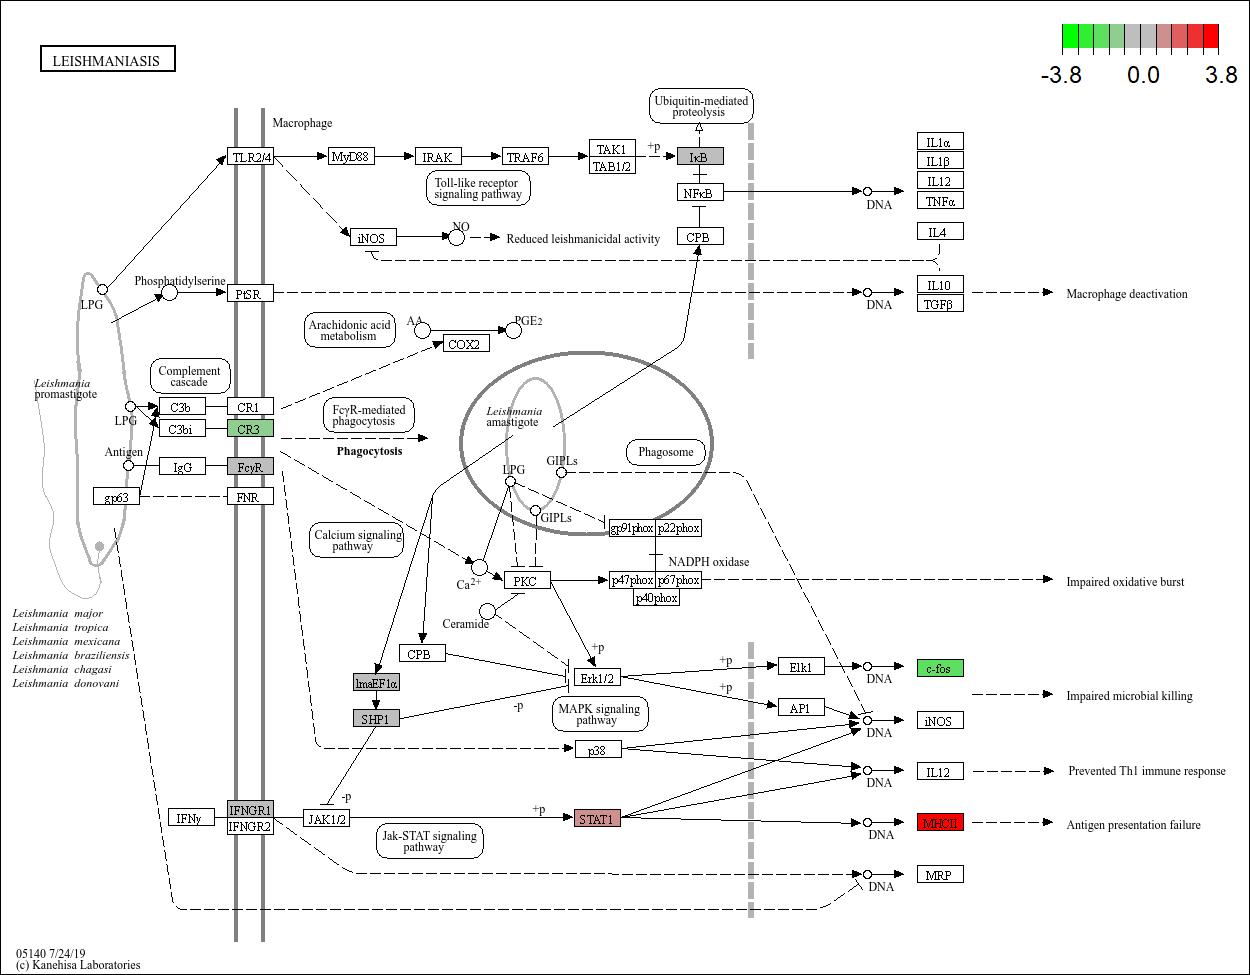 LEISHMANIASIS
-3.8 0.0 3.8
Ubiquitin-mediated
proteolysis
Macrophage
TLR2/4
MyD88
IRAK
TRAF6
TAK1
TAB1/2
+p
IκB
Toll-like receptor
signaling pathway
NFκB
DNA
IL1α
IL1β
IL12
TNFα
iNOS
NO
Reduced leishmanicidal activity
CPB
IL4
Phosphatidylserine
LPG
PtSR
DNA
IL10
TGFβ
Macrophage deactivation
Arachidonic acid
metabolism
AA
PGE2
COX2
Complement
cascade
Leishmania
promastigote
LPG
C3b
CR1
C3bi
CR3
FcγR-mediated
phagocytosis
Phagocytosis
Leishmania
amastigote
Phagosome
Antigen
IgG
FcγR
gp63
FNR
LPG
GIPLs
GIPLs
Calcium signaling
pathway
gp91phox
p22phox
NADPH oxidase
Ca2+
PKC
p47phox
p67phox
p40phox
Impaired oxidative burst
Ceramide
Leishmania major
Leishmania tropica
Leishmania mexicana
Leishmania braziliensis
Leishmania chagasi
Leishmania donovani
CPB
+p
lmaEF1α
Erk1/2
+p
Elk1
DNA
c-fos
+p
SHP1
-p
MAPK signaling
pathway
AP1
Impaired microbial killing
DNA
iNOS
p38
DNA
IL12
Prevented Th1 immune response
IFNγ
IFNGR1
IFNGR2
-p
JAK1/2
+p
STAT1
Jak-STAT signaling
pathway
DNA
MHCII
Antigen presentation failure
DNA
MRP
05140 7/24/19
(c) Kanehisa Laboratories